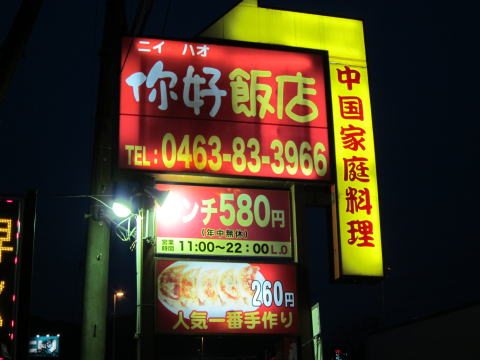 ニイ ハオ
你好飯店
TEL:0463-83-3966
中国家庭料理
ンチ580円
(年中無休)
営業時間 11:00〜22:00L.O
260円
人気一番手作り